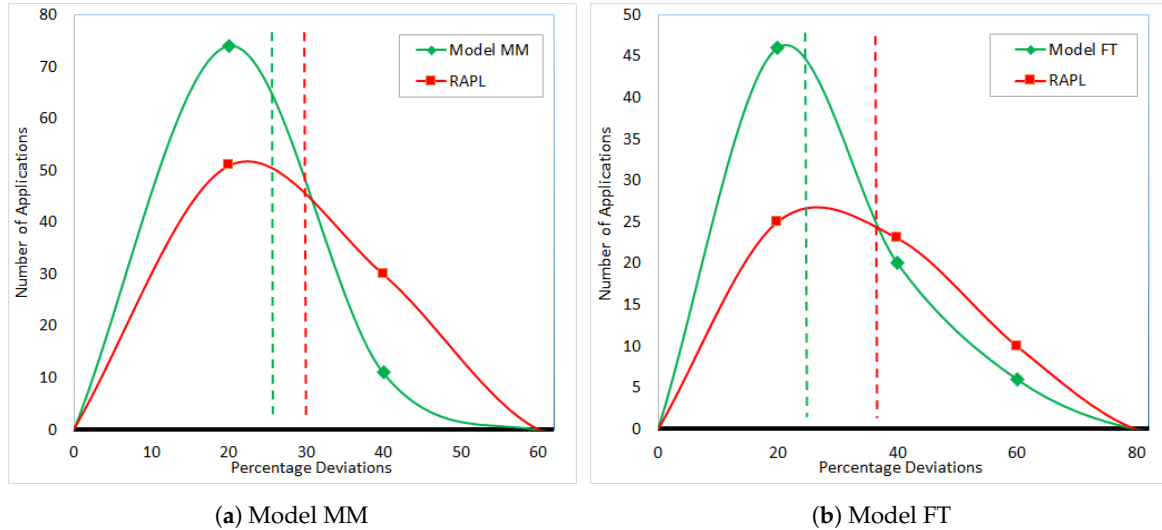 80
70
60
50
40
30
20
10
0
Number of Applications
0 10 20 30 40 50 60
Percentage Deviations
Model MM
RAPL
(a) Model MM
50
45
40
35
30
25
20
15
10
5
0
Number of Applications
0 20 40 60 80
Percentage Deviations
Model FT
RAPL
(b) Model FT